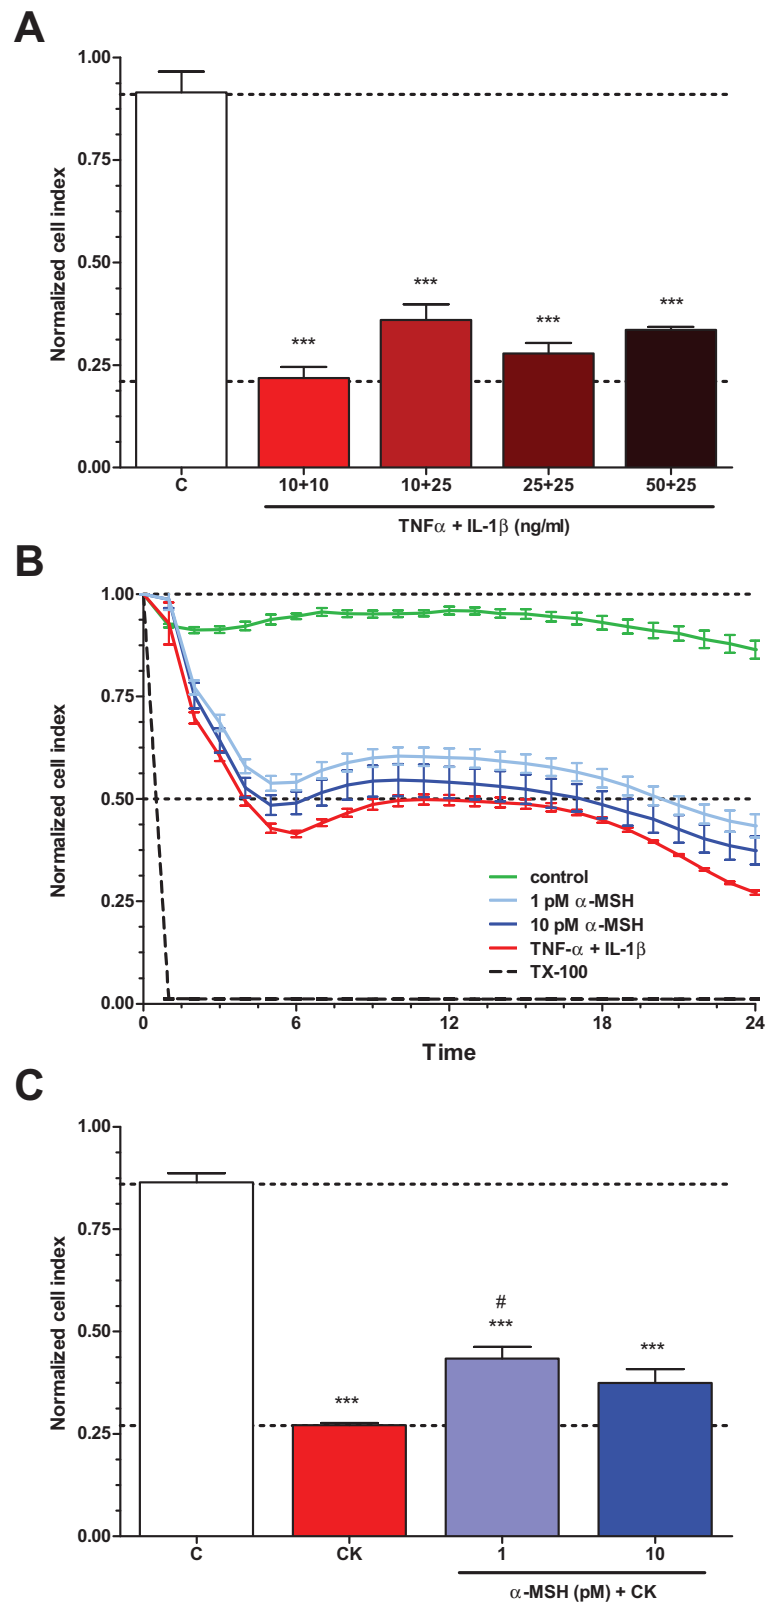 A
Normalized cell index
1.00
0.75
0.50
0.25
0.00
***
***
***
***
C
10+10
10+25
25+25
50+25
TNFα + IL-1β (ng/ml)
B
Normalized cell index
1.00
0.75
0.50
0.25
0.00
control
1 pM α-MSH
10 pM α-MSH
TNF-α + IL-1β
TX-100
0
6
12
18
24
Time
C
Normalized cell index
1.00
0.75
0.50
0.25
0.00
***
#
***
***
C
CK
1
10
α-MSH (pM) + CK